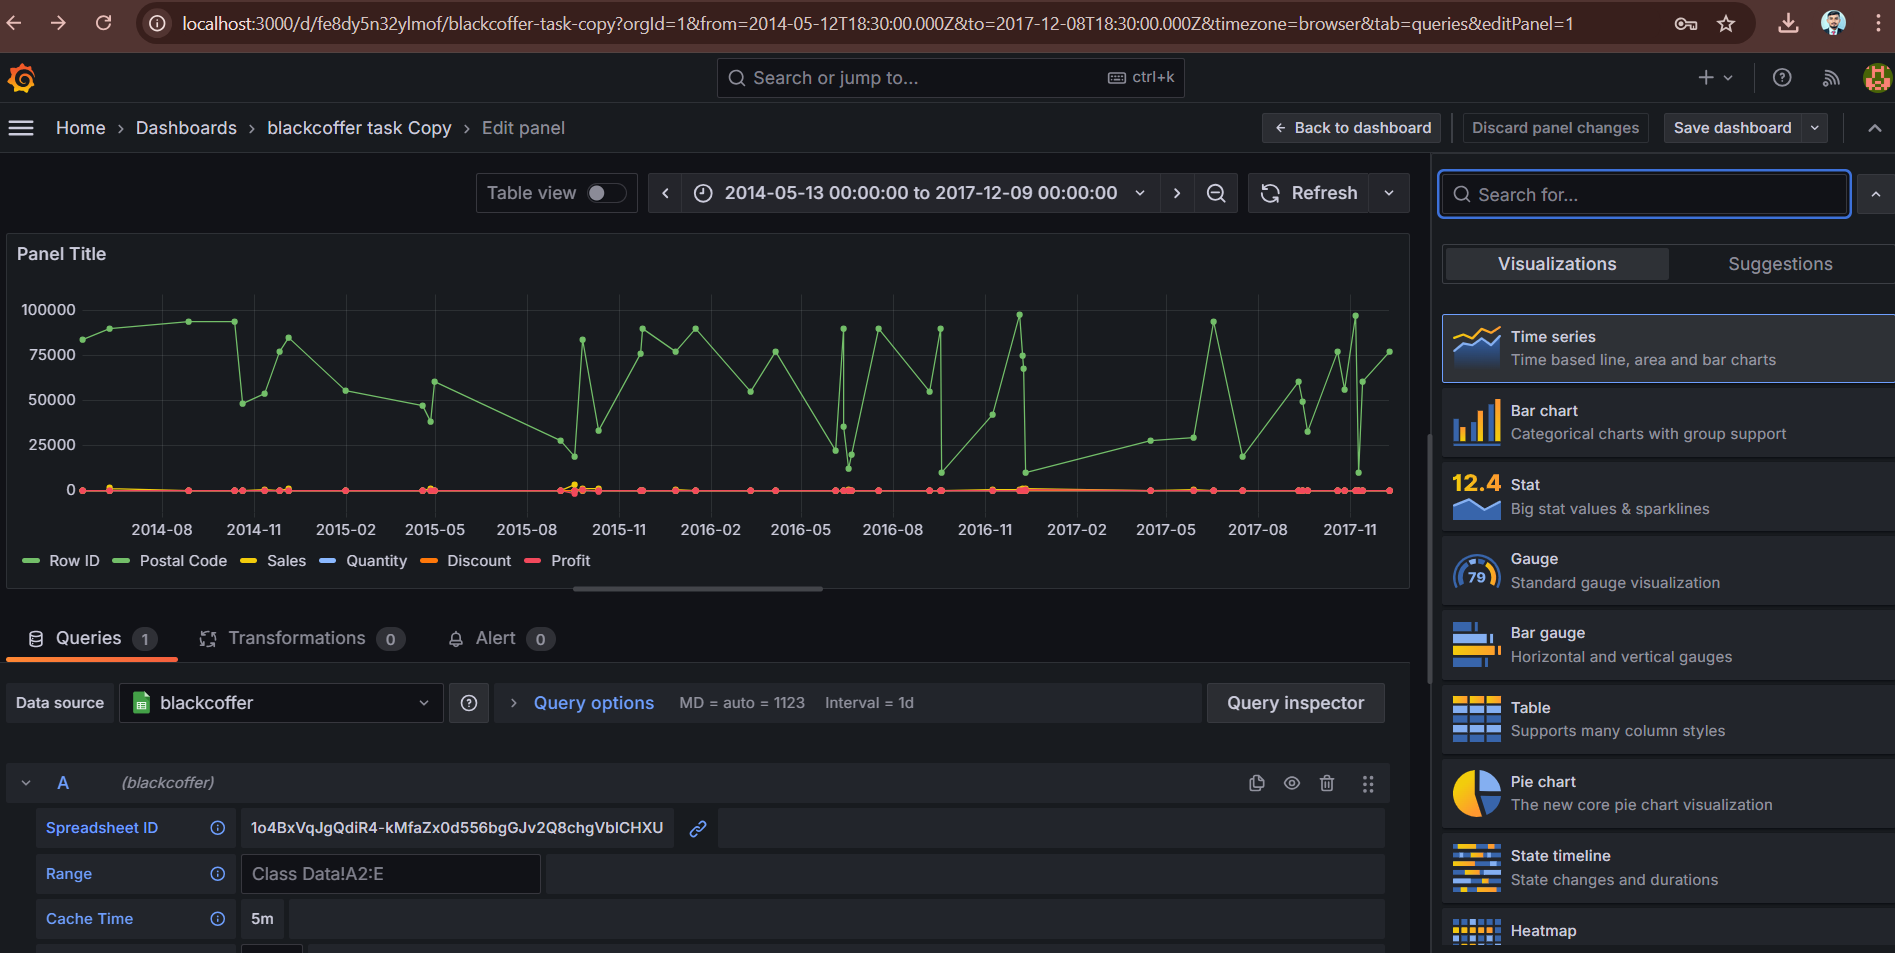 localhost:3000/d/fe8dy5n32ylmof/blackcoffer-task-copy?orgId=1&from=2014-05-12T18:30:00.000Z&to=2017-12-08T18:30:00.000Z&timezone=browser&tab=queries&editPanel=1
Search or jump to...
ctrl+k
Home › Dashboards › blackcoffer task Copy › Edit panel
Back to dashboard
Discard panel changes
Save dashboard
Table view
2014-05-13 00:00:00 to 2017-12-09 00:00:00
Refresh
Search for...
Panel Title
100000
75000
50000
25000
0
2014-08 2014-11 2015-02 2015-05 2015-08 2015-11 2016-02 2016-05 2016-08 2016-11 2017-02 2017-05 2017-08 2017-11
Row ID Postal Code Sales Quantity Discount Profit
Queries 1
Transformations 0
Alert 0
Data source
blackcoffer
Query options
MD = auto = 1123
Interval = 1d
Query inspector
A
(blackcoffer)
Spreadsheet ID
1o4BxVqJgQdiR4-kMfaZx0d556bgGJv2Q8chgVblCHXU
Range
Class Data!A2:E
Cache Time
5m
Visualizations
Suggestions
Time series
Time based line, area and bar charts
Bar chart
Categorical charts with group support
12.4
Stat
Big stat values & sparklines
79
Gauge
Standard gauge visualization
Bar gauge
Horizontal and vertical gauges
Table
Supports many column styles
Pie chart
The new core pie chart visualization
State timeline
State changes and durations
Heatmap